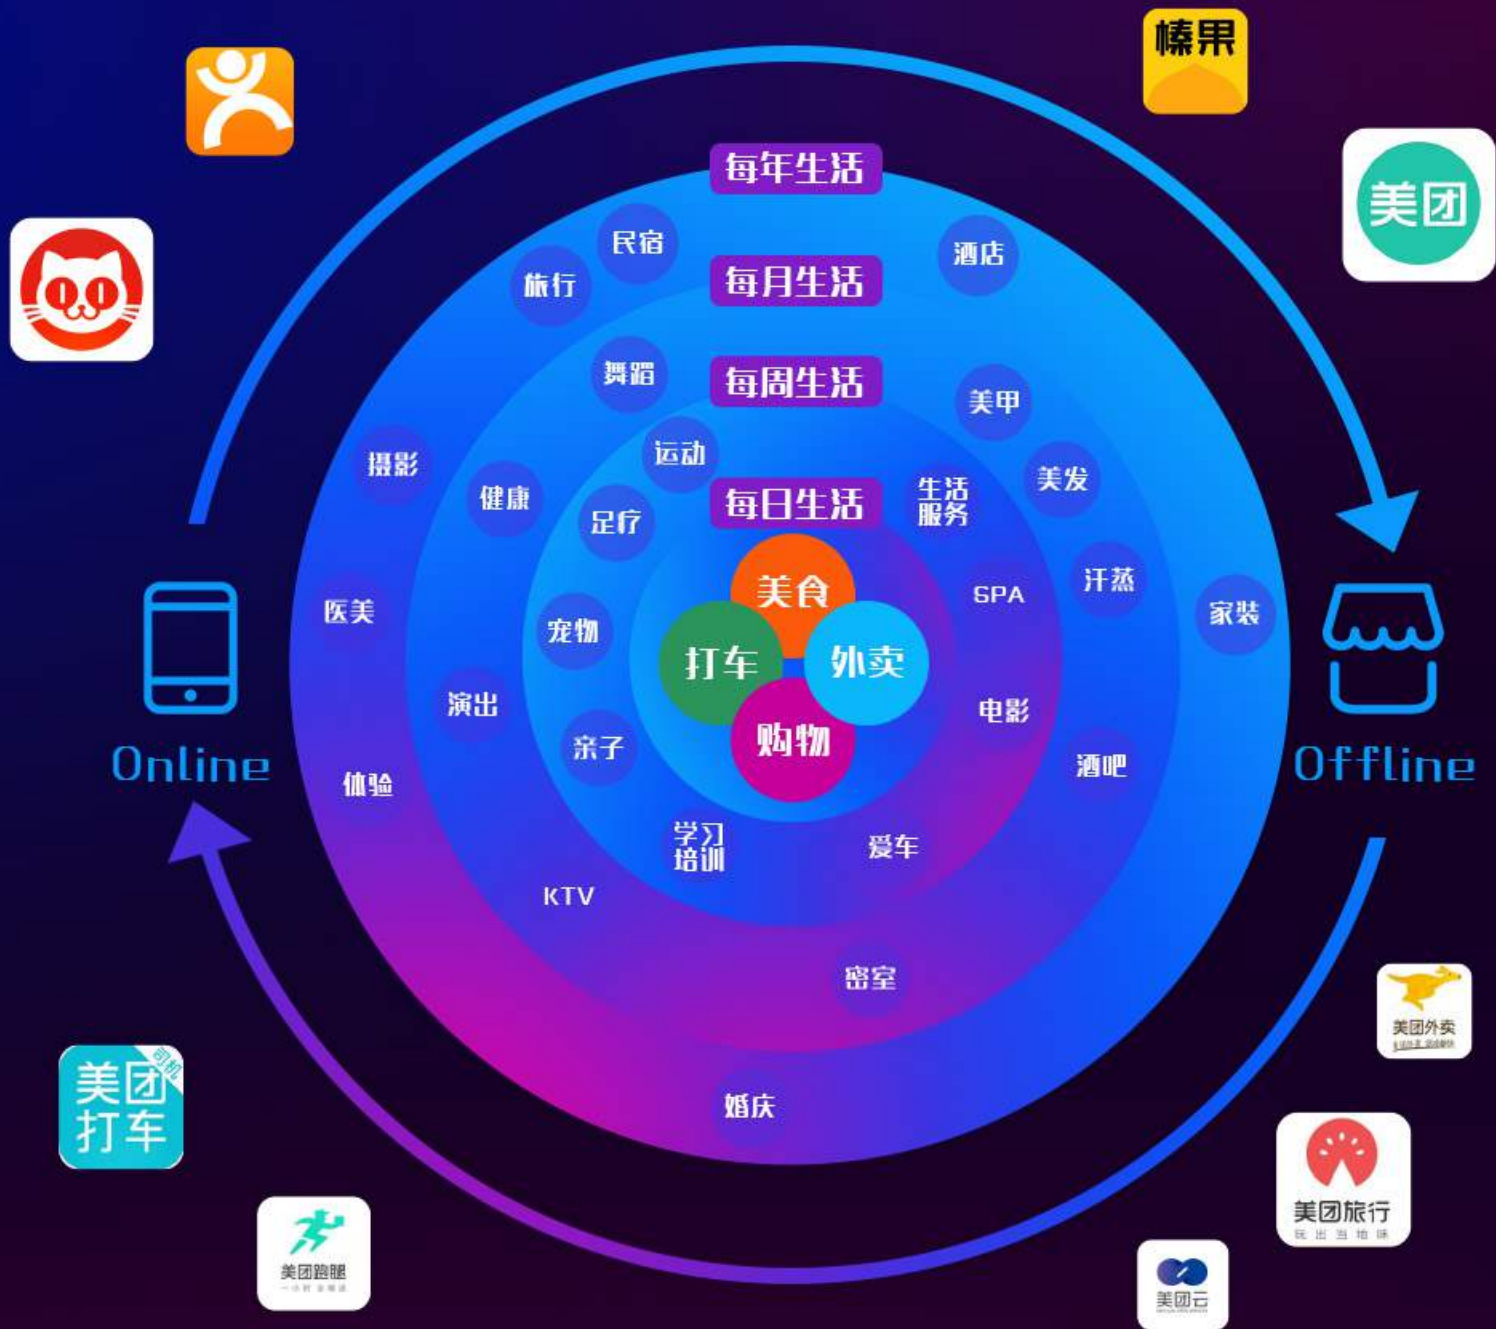 榛果
美团
每年生活
民宿
酒店
旅行
每月生活
舞蹈
每周生活
美甲
运动
摄影
健康
足疗
每日生活
生活
服务
美发
美食
汗蒸
SPA
医美
宠物
打车
外卖
家装
演出
电影
亲子
购物
酒吧
Online
Offline
体验
学习
培训
爱车
KTV
密室
美团外卖
婚庆
司机
美团
打车
美团旅行
玩出当地味
美团跑腿
美团云